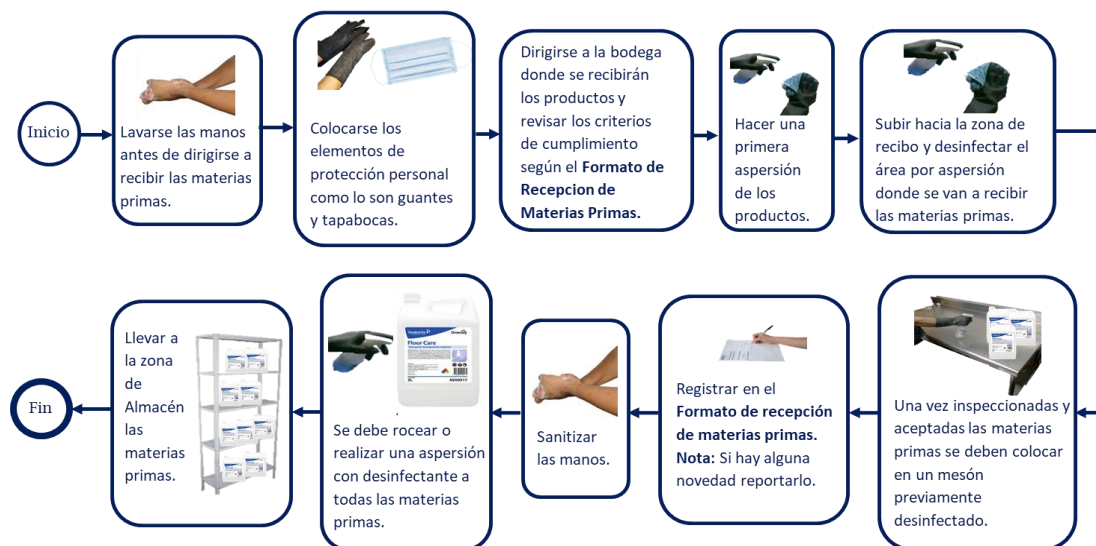 Inicio
Lavarse las manos
antes de dirigirse a
recibir las materias
primas.
Colocarse los
elementos de
protección personal
como lo son guantes
y tapabocas.
Dirigirse a la bodega
donde se recibirán
los productos y
revisar los criterios
de cumplimiento
según el Formato de
Recepcion de
Materias Primas.
Hacer una
primera
aspersión
de los
productos.
Subir hacia la zona de
recibo y desinfectar el
área por aspersión
donde se van a recibir
las materias primas.
Una vez inspeccionadas y
aceptadas las materias
primas se deben colocar
en un mesón
previamente
desinfectado.
Registrar en el
Formato de recepción
de materias primas.
Nota: Si hay alguna
novedad reportarlo.
Sanitizar
las manos.
Floor Care
Se debe rocear o
realizar una aspersión
con desinfectante a
todas las materias
primas.
Llevar a
la zona
de
Almacén
las
materias
primas.
Fin